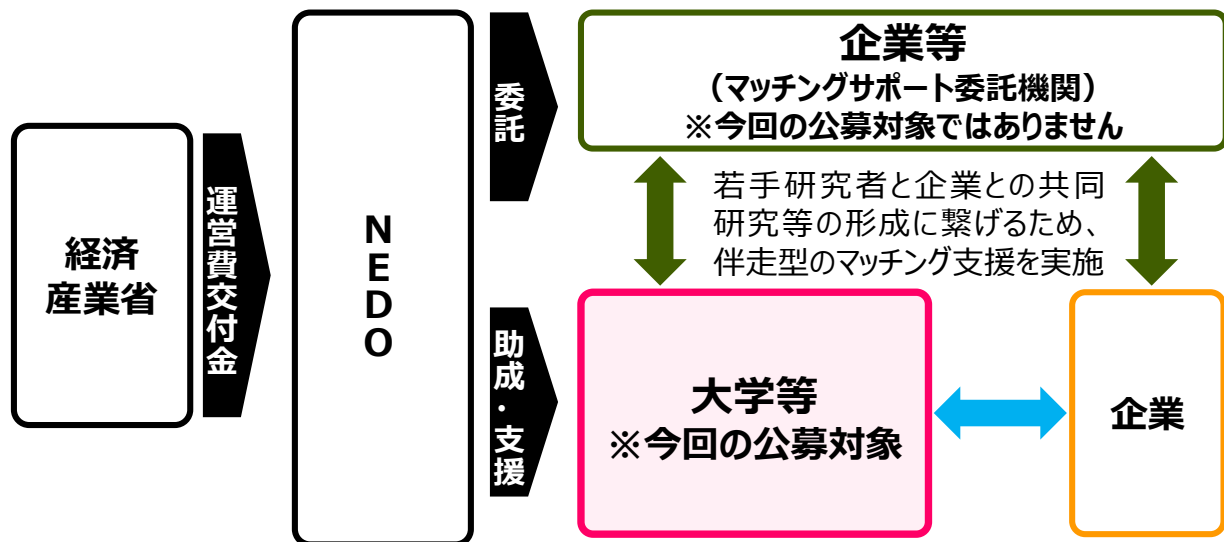 経済
産業省
運営費交付金
NEDO
委託
企業等
（マッチングサポート委託機関）
※今回の公募対象ではありません
若手研究者と企業との共同
研究等の形成に繋げるため、
伴走型のマッチング支援を実施
助成・支援
大学等
※今回の公募対象
企業